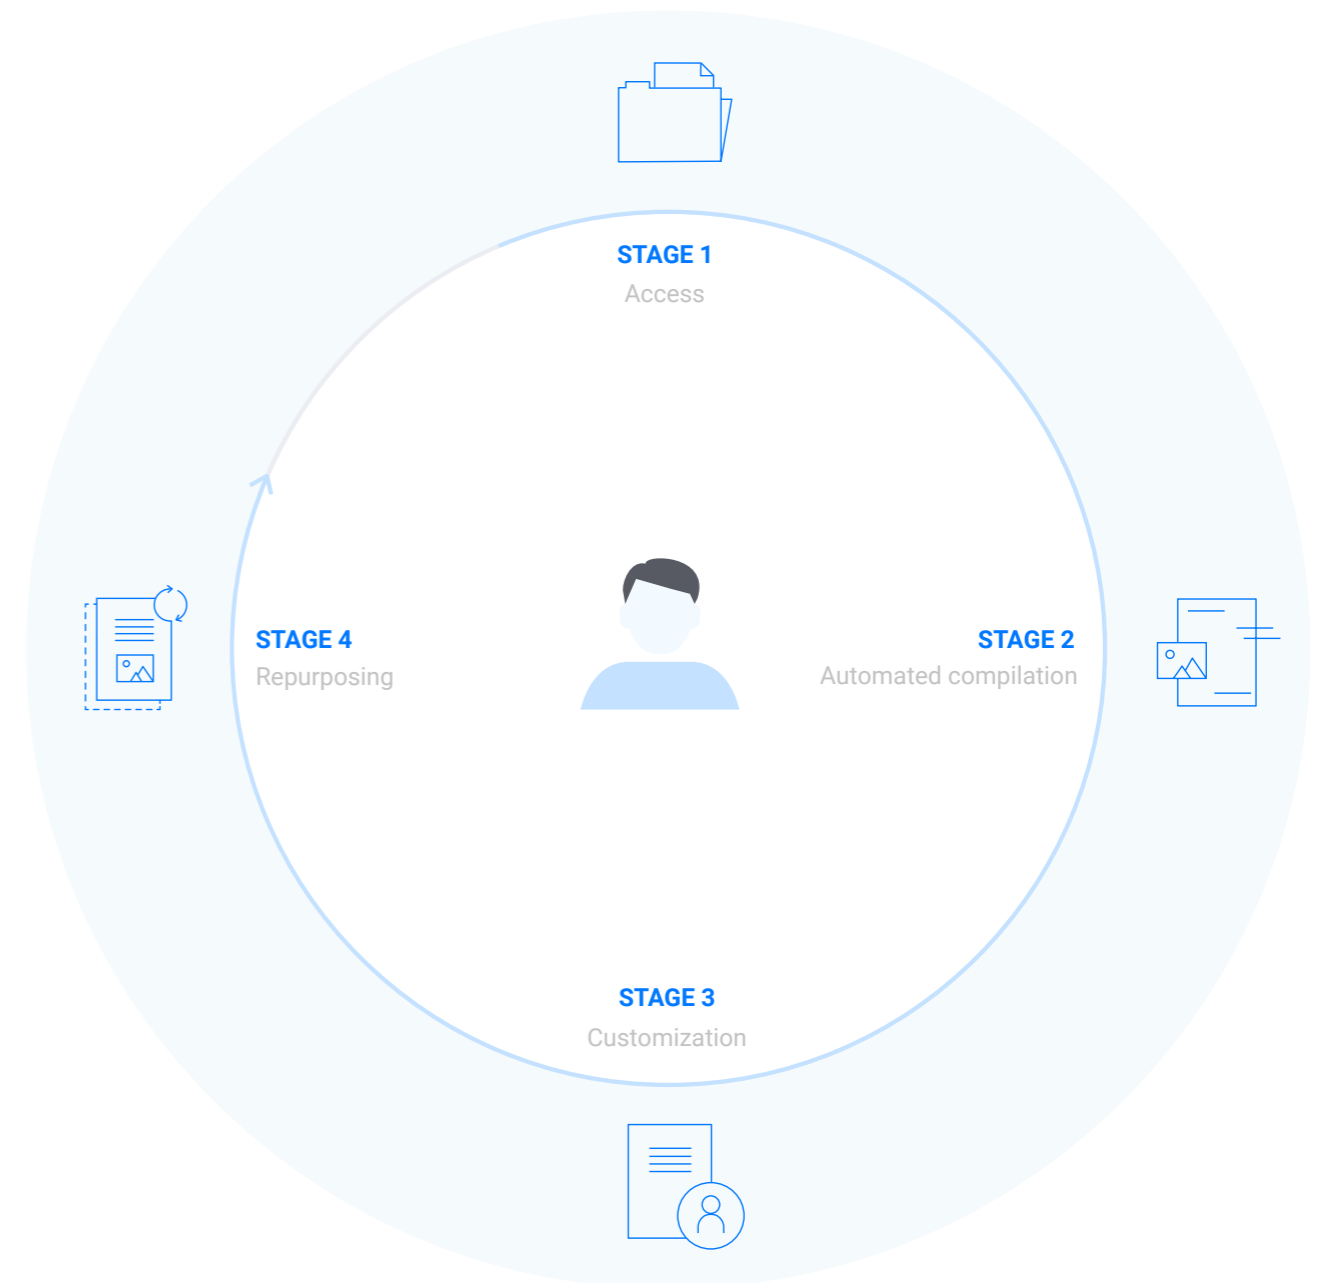 STAGE 1
Access
STAGE 2
Automated compilation
STAGE 3
Customization
STAGE 4
Repurposing